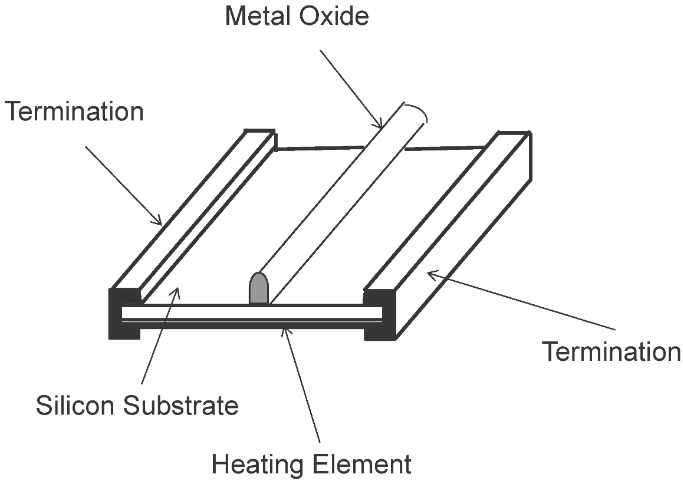 Metal Oxide
Termination
Termination
Silicon Substrate
Heating Element